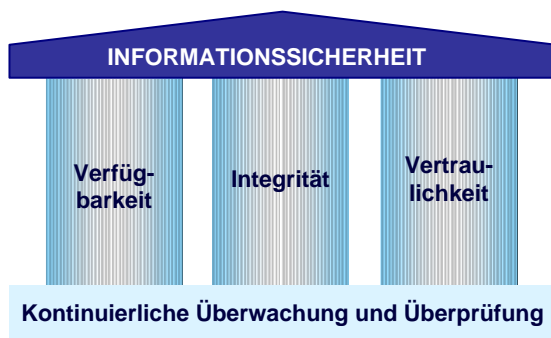 INFORMATIONSSICHERHEIT
Verfüg-
barkeit
Integrität
Vertrau-
lichkeit
Kontinuierliche Überwachung und Überprüfung